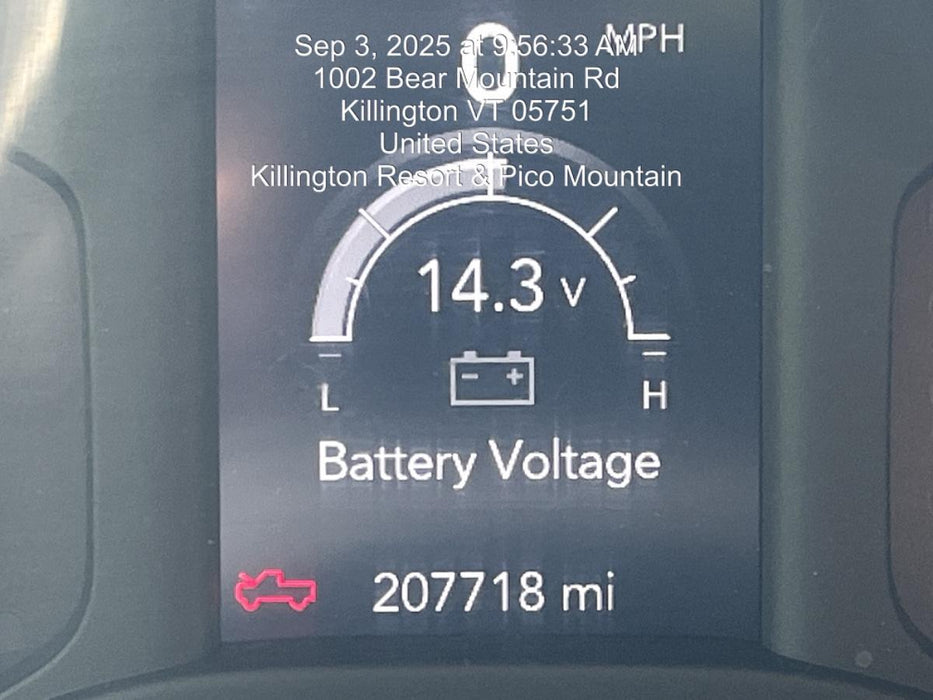 0 MPH
Sep 3, 2025 at 9:56:33 AM
1002 Bear Mountain Rd
Killington VT 05751
United States
Killington Resort & Pico Mountain
14.3 V
- +
L H
Battery Voltage
207718 mi